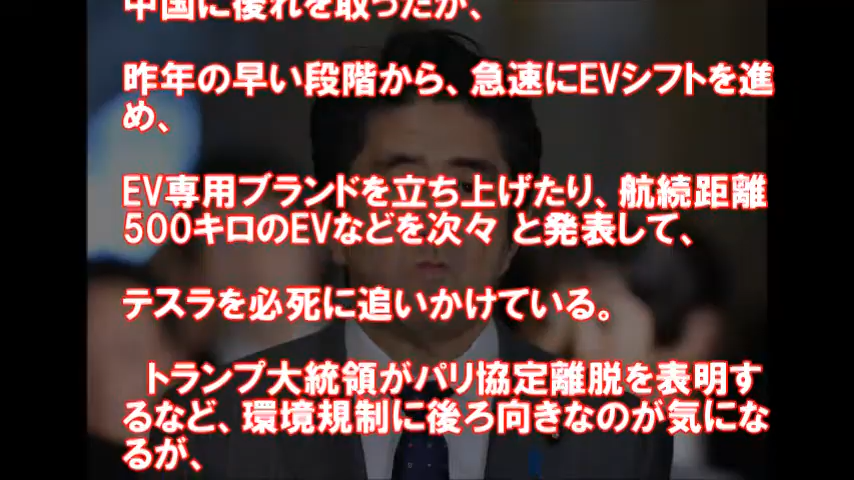 中国に後れを取ったが、
昨年の早い段階から、急速にEVシフトを進
め、
EV専用ブランドを立ち上げたり、航続距離
500キロのEVなどを次々 と発表して、
テスラを必死に追いかけている。
トランプ大統領がパリ協定離脱を表明す
るなど、環境規制に後ろ向きなのが気にな
るが、